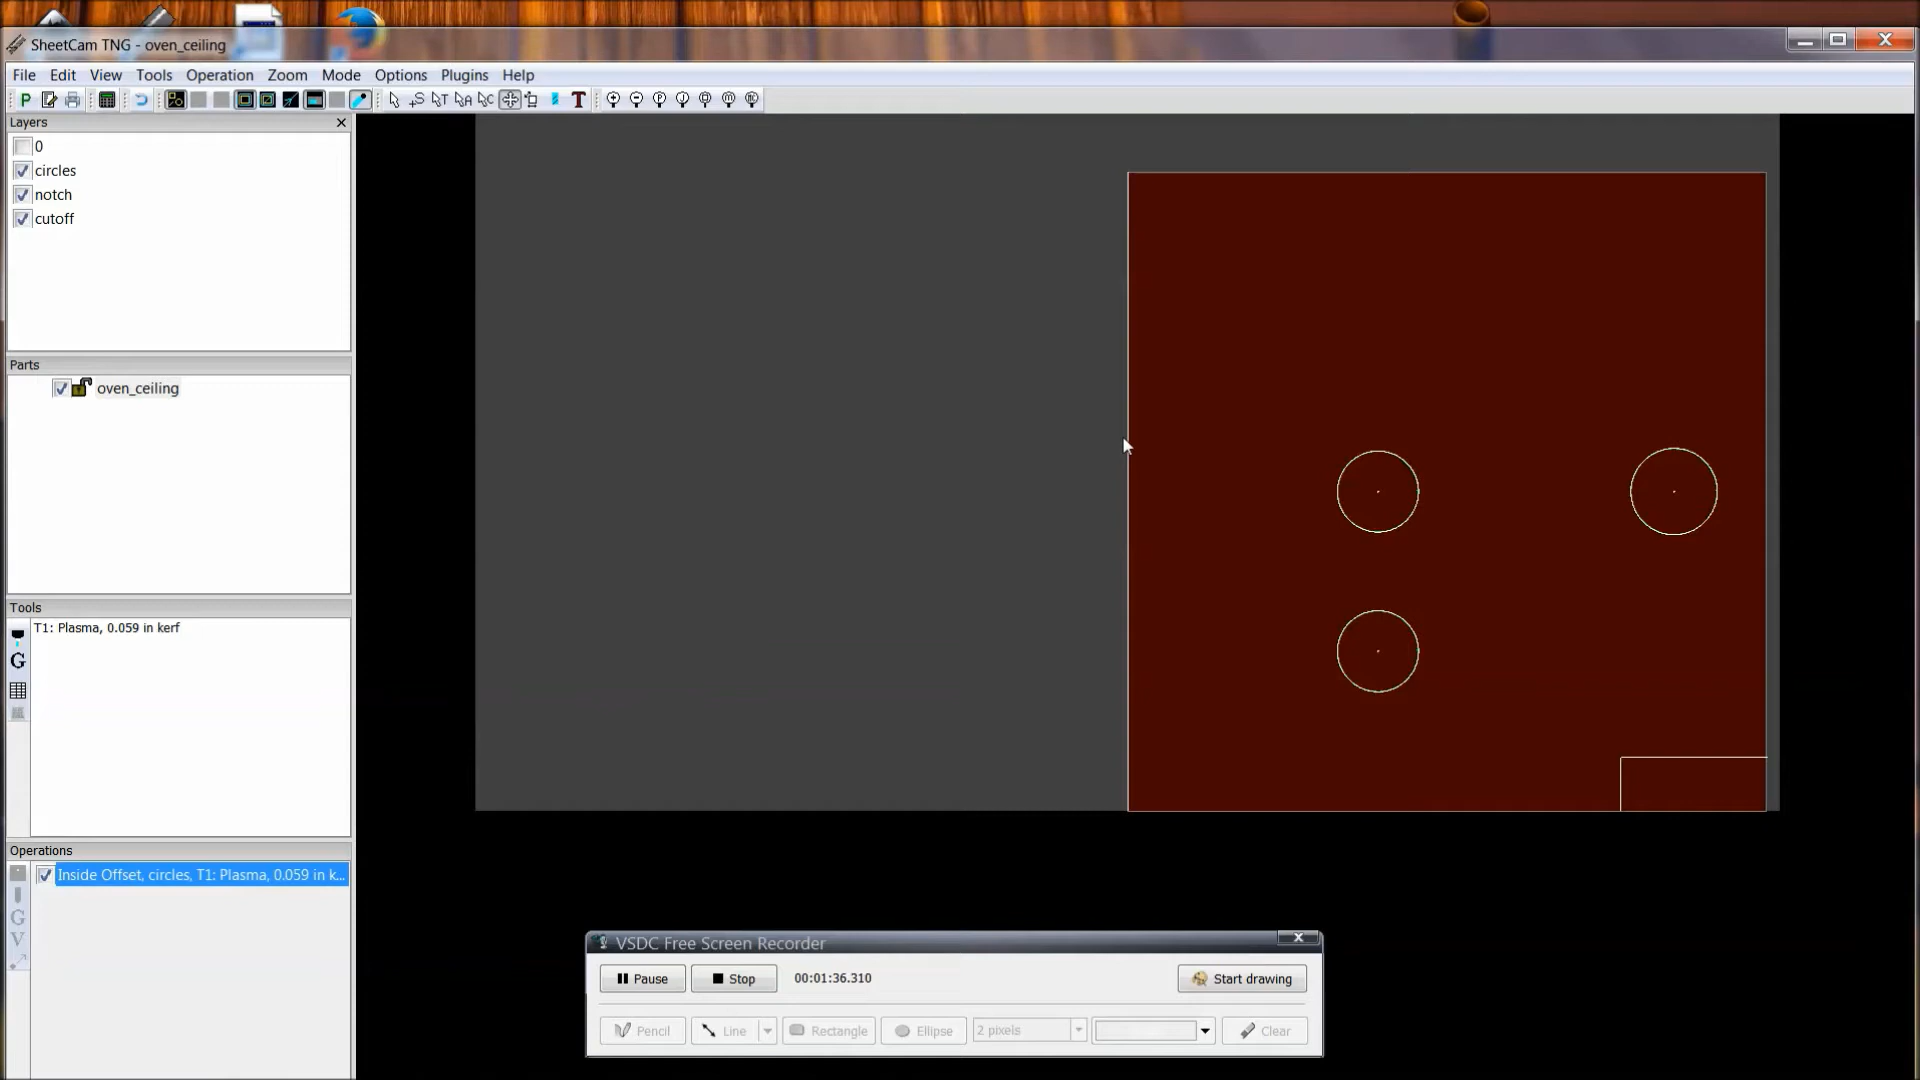 SheetCam TNG - oven_ceiling
File Edit View Tools Operation Zoom Mode Options Plugins Help
P S T A C T
Layers
0
circles
notch
cutoff
Parts
oven_ceiling
Tools
T1: Plasma, 0.059 in kerf
G
Operations
Inside Offset, circles, T1: Plasma, 0.059 in k...
G
V
VSDC Free Screen Recorder
Pause Stop 00:01:36.310 Start drawing
Pencil Line Rectangle Ellipse 2 pixels Clear